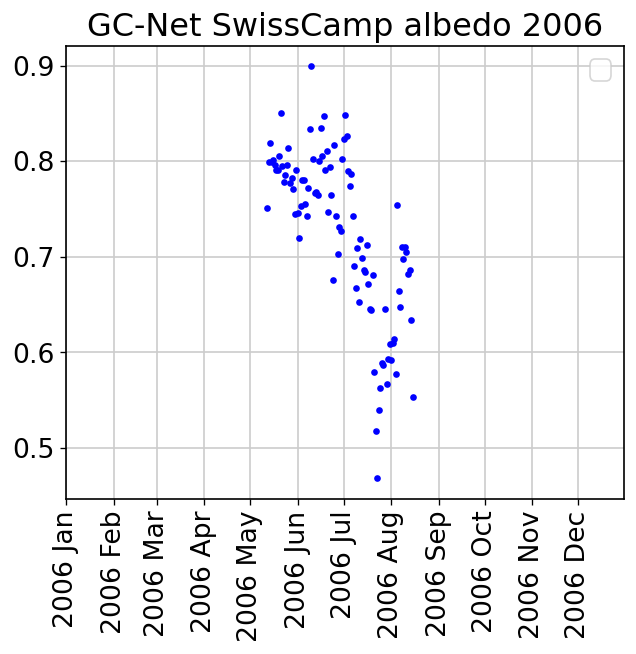 GC-Net SwissCamp albedo 2006
0.9
0.8
0.7
0.6
0.5
2006 Jan
2006 Feb
2006 Mar
2006 Apr
2006 May
2006 Jun
2006 Jul
2006 Aug
2006 Sep
2006 Oct
2006 Nov
2006 Dec